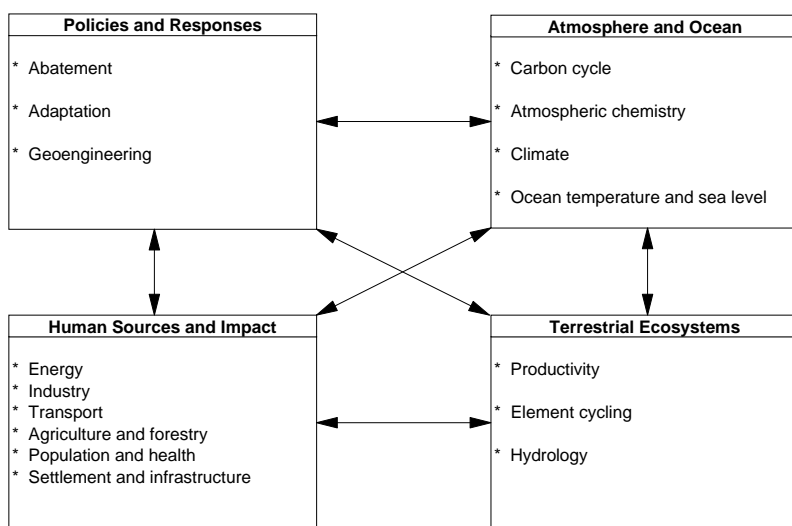 Policies and Responses
* Abatement
* Adaptation
* Geoengineering
Atmosphere and Ocean
* Carbon cycle
* Atmospheric chemistry
* Climate
* Ocean temperature and sea level
Human Sources and Impact
* Energy
* Industry
* Transport
* Agriculture and forestry
* Population and health
* Settlement and infrastructure
Terrestrial Ecosystems
* Productivity
* Element cycling
* Hydrology